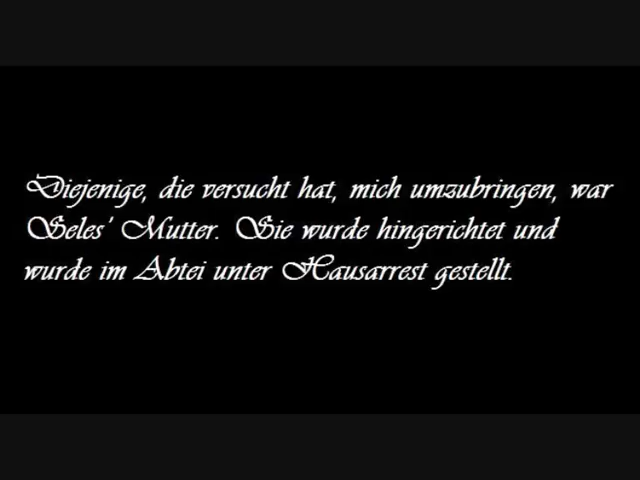 Diejenige, die versucht hat, mich umzubringen, war
Seles' Mutter. Sie wurde hingerichtet und
wurde im Abtei unter Hausarrest gestellt.